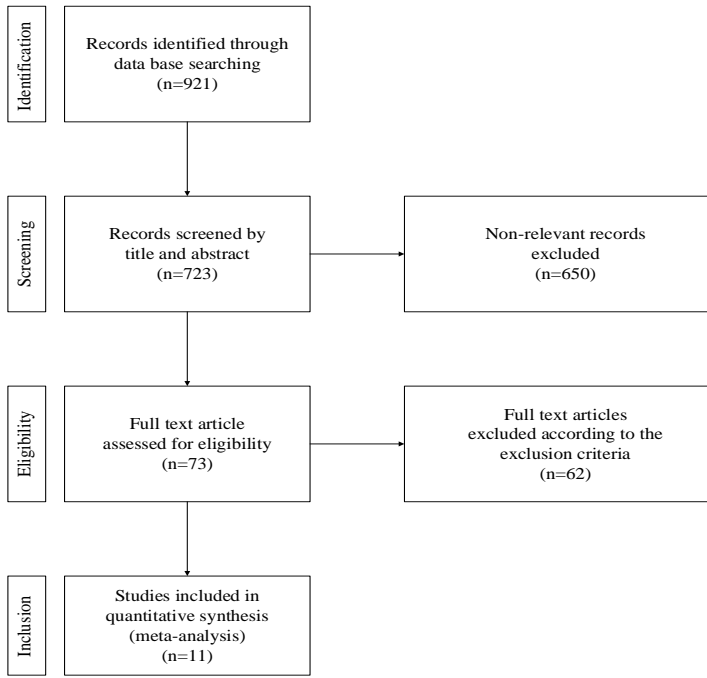 Identification
Records identified through
data base searching
(n=921)
Screening
Records screened by
title and abstract
(n=723)
Non-relevant records
excluded
(n=650)
Eligibility
Full text article
assessed for eligibility
(n=73)
Full text articles
excluded according to the
exclusion criteria
(n=62)
Inclusion
Studies included in
quantitative synthesis
(meta-analysis)
(n=11)